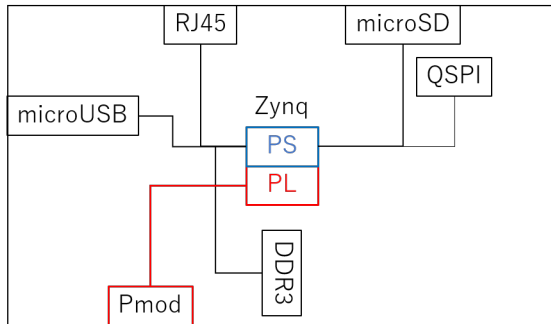 RJ45
microSD
QSPI
microUSB
Zynq
PS
PL
DDR3
Pmod